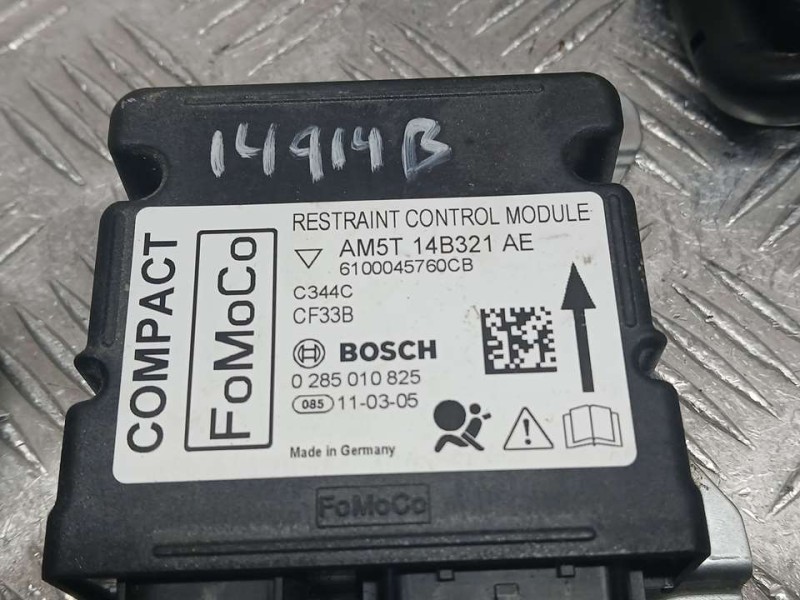 14914B
COMPACT
FoMoCo
RESTRAINT CONTROL MODULE
AM5T 14B321 AE
6100045760CB
C344C
CF33B
BOSCH
0 285 010 825
085 11-03-05
Made in Germany
FoMoCo